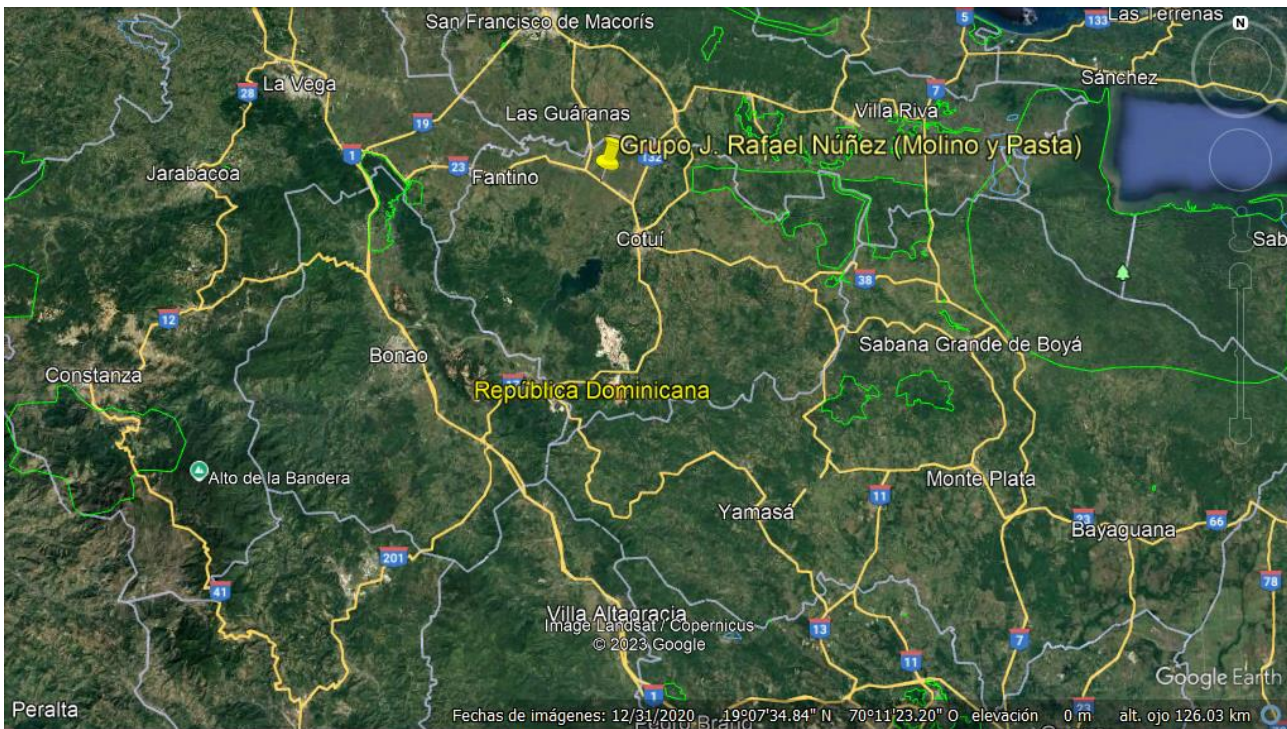 San Francisco de Macorís
5
133
Las Terrenas
N
La Vega
28
Sánchez
7
Las Guáranas
Villa Riva
19
Grupo J. Rafael Núñez (Molino y Pasta)
1
132
23
Jarabacoa
Fantino
Cotuí
Sab
38
12
Sabana Grande de Boyá
Bonao
Constanza
17
República Dominicana
Alto de la Bandera
Monte Plata
11
Yamasá
23
66
Bayaguana
201
78
41
Villa Altagracia
Image Landsat / Copernicus
13
7
© 2023 Google
11
Google Earth
1
23
Peralta
Pedro Brand
Fechas de imágenes: 12/31/2020 19°07'34.84" N 70°11'23.20" O elevación 0 m alt. ojo 126.03 km